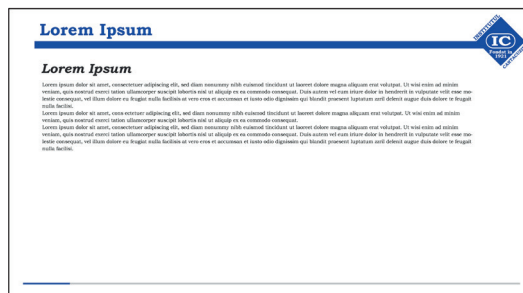 Lorem Ipsum
INSTITUTUL
IC
Fondat in
1921
Lorem Ipsum
Lorem ipsum dolor sit amet, consectetuer adipiscing elit, sed diam nonummy nibh euismod tincidunt ut laoreet dolore magna aliquam erat volutpat. Ut wisi enim ad minim
veniam, quis nostrud exerci tation ullamcorper suscipit lobortis nisl ut aliquip ex ea commodo consequat. Duis autem vel eum iriure dolor in hendrerit in vulputate velit esse mo-
lestie consequat, vel illum dolore eu feugiat nulla facilisis at vero eros et accumsan et iusto odio dignissim qui blandit praesent luptatum zzril delenit augue duis dolore te feugait
nulla facilisi.
Lorem ipsum dolor sit amet, cons ectetuer adipiscing elit, sed diam nonummy nibh euismod tincidunt ut laoreet dolore magna aliquam erat volutpat. Ut wisi enim ad minim
veniam, quis nostrud exerci tation ullamcorper suscipit lobortis nisl ut aliquip ex ea commodo consequat.
Lorem ipsum dolor sit amet, consectetuer adipiscing elit, sed diam nonummy nibh euismod tincidunt ut laoreet dolore magna aliquam erat volutpat. Ut wisi enim ad minim
veniam, quis nostrud exerci tation ullamcorper suscipit lobortis nisl ut aliquip ex ea commodo consequat. Duis autem vel eum iriure dolor in hendrerit in vulputate velit esse mo-
lestie consequat, vel illum dolore eu feugiat nulla facilisis at vero eros et accumsan et iusto odio dignissim qui blandit praesent luptatum zzril delenit augue duis dolore te feugait
nulla facilisi.